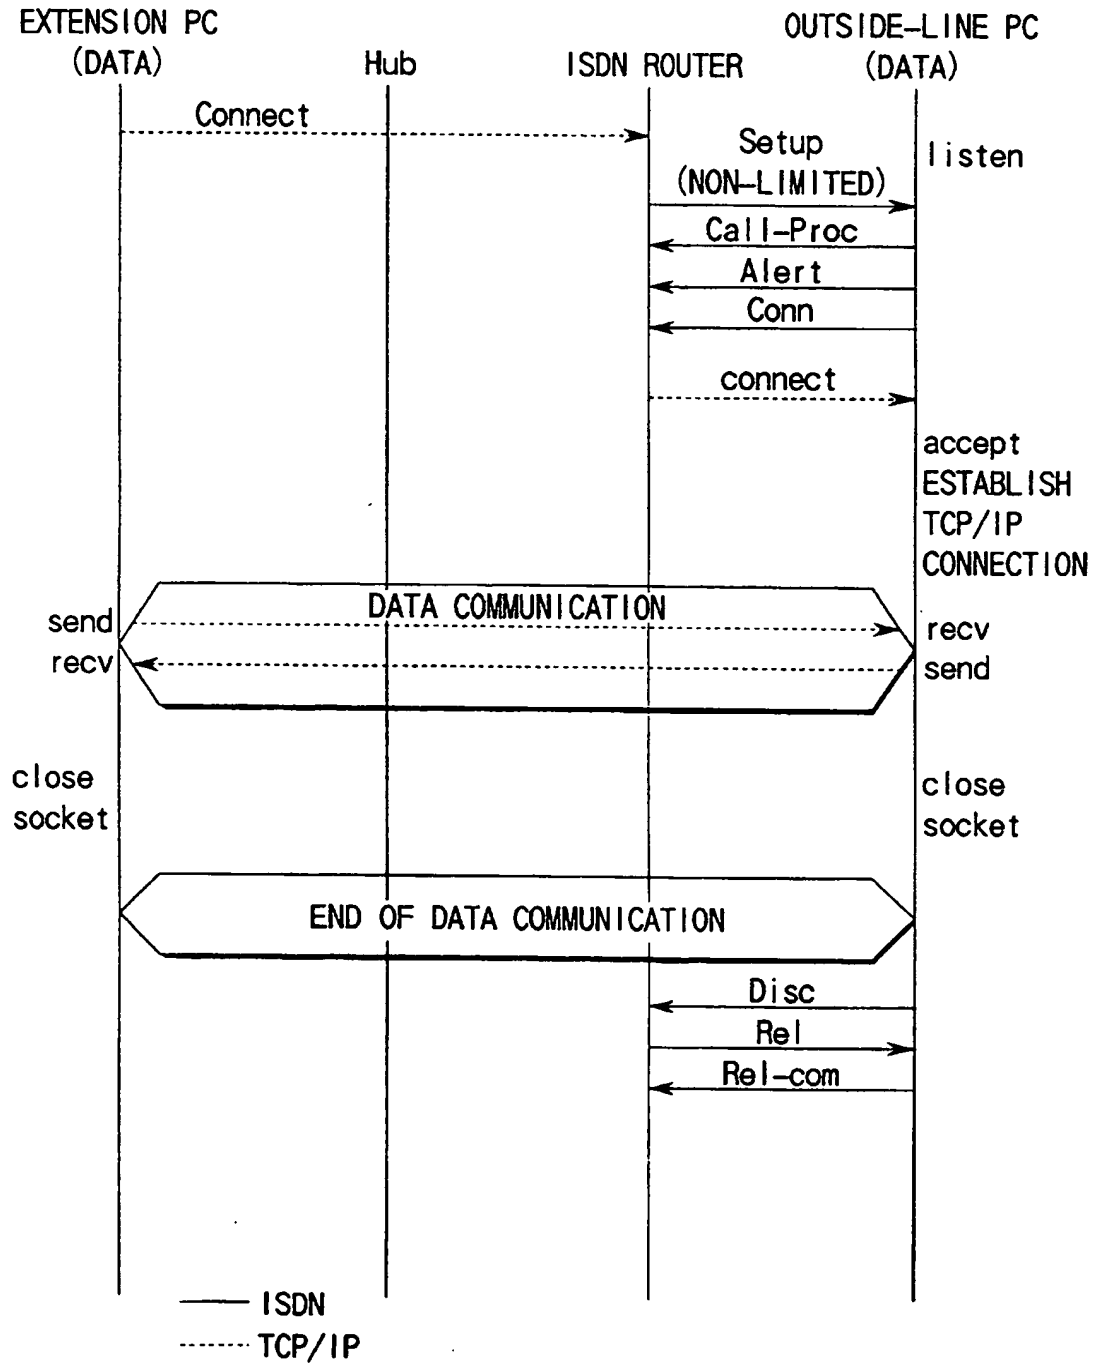 EXTENSION PC
(DATA)
Hub
ISDN ROUTER
OUTSIDE-LINE PC
(DATA)
Connect
Setup
(NON-LIMITED)
listen
Call-Proc
Alert
Conn
connect
accept
ESTABLISH
TCP/IP
CONNECTION
DATA COMMUNICATION
send
recv
recv
send
close
socket
close
socket
END OF DATA COMMUNICATION
Disc
Rel
Rel-com
ISDN
TCP/IP